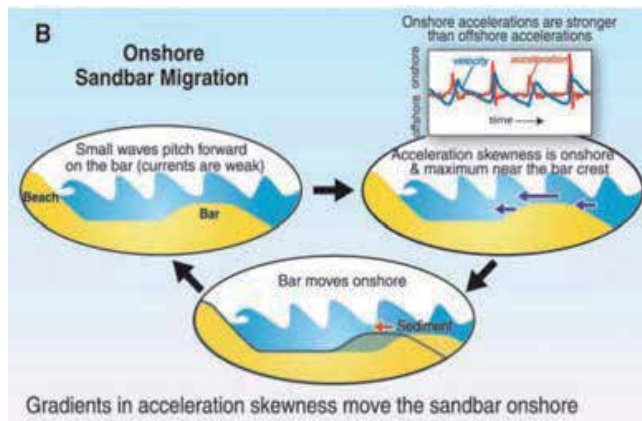 B
Onshore
Sandbar Migration
Onshore accelerations are stronger
than offshore accelerations
offshore onshore
velocity
acceleration
time
Small waves pitch forward
on the bar (currents are weak)
Beach
Bar
Acceleration skewness is onshore
& maximum near the bar crest
Bar moves onshore
Sediment
Gradients in acceleration skewness move the sandbar onshore